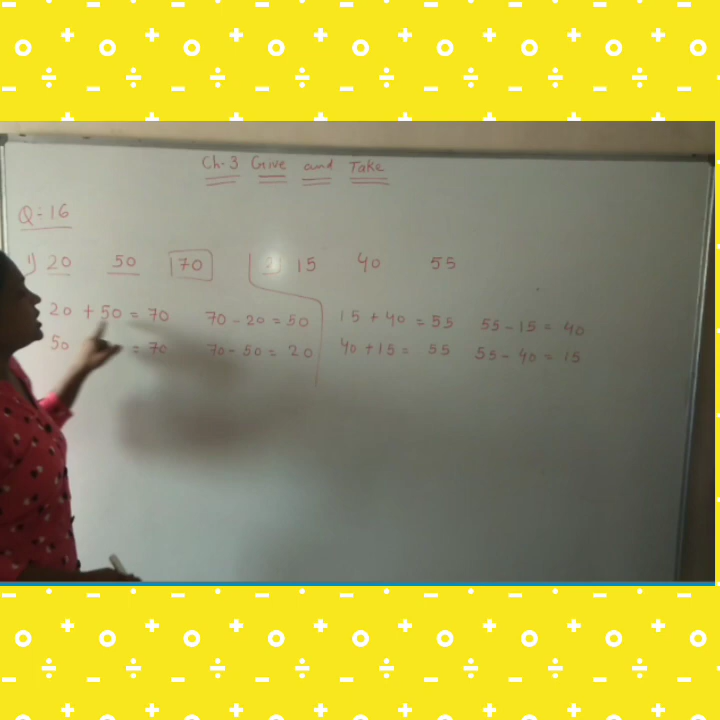 Ch-3 Give and Take
Q-16
1) 20 50 70
2) 15 40 55
20 + 50 = 70 70 - 20 = 50
50 = 70 70 - 50 = 20
15 + 40 = 55 55 - 15 = 40
40 + 15 = 55 55 - 40 = 15